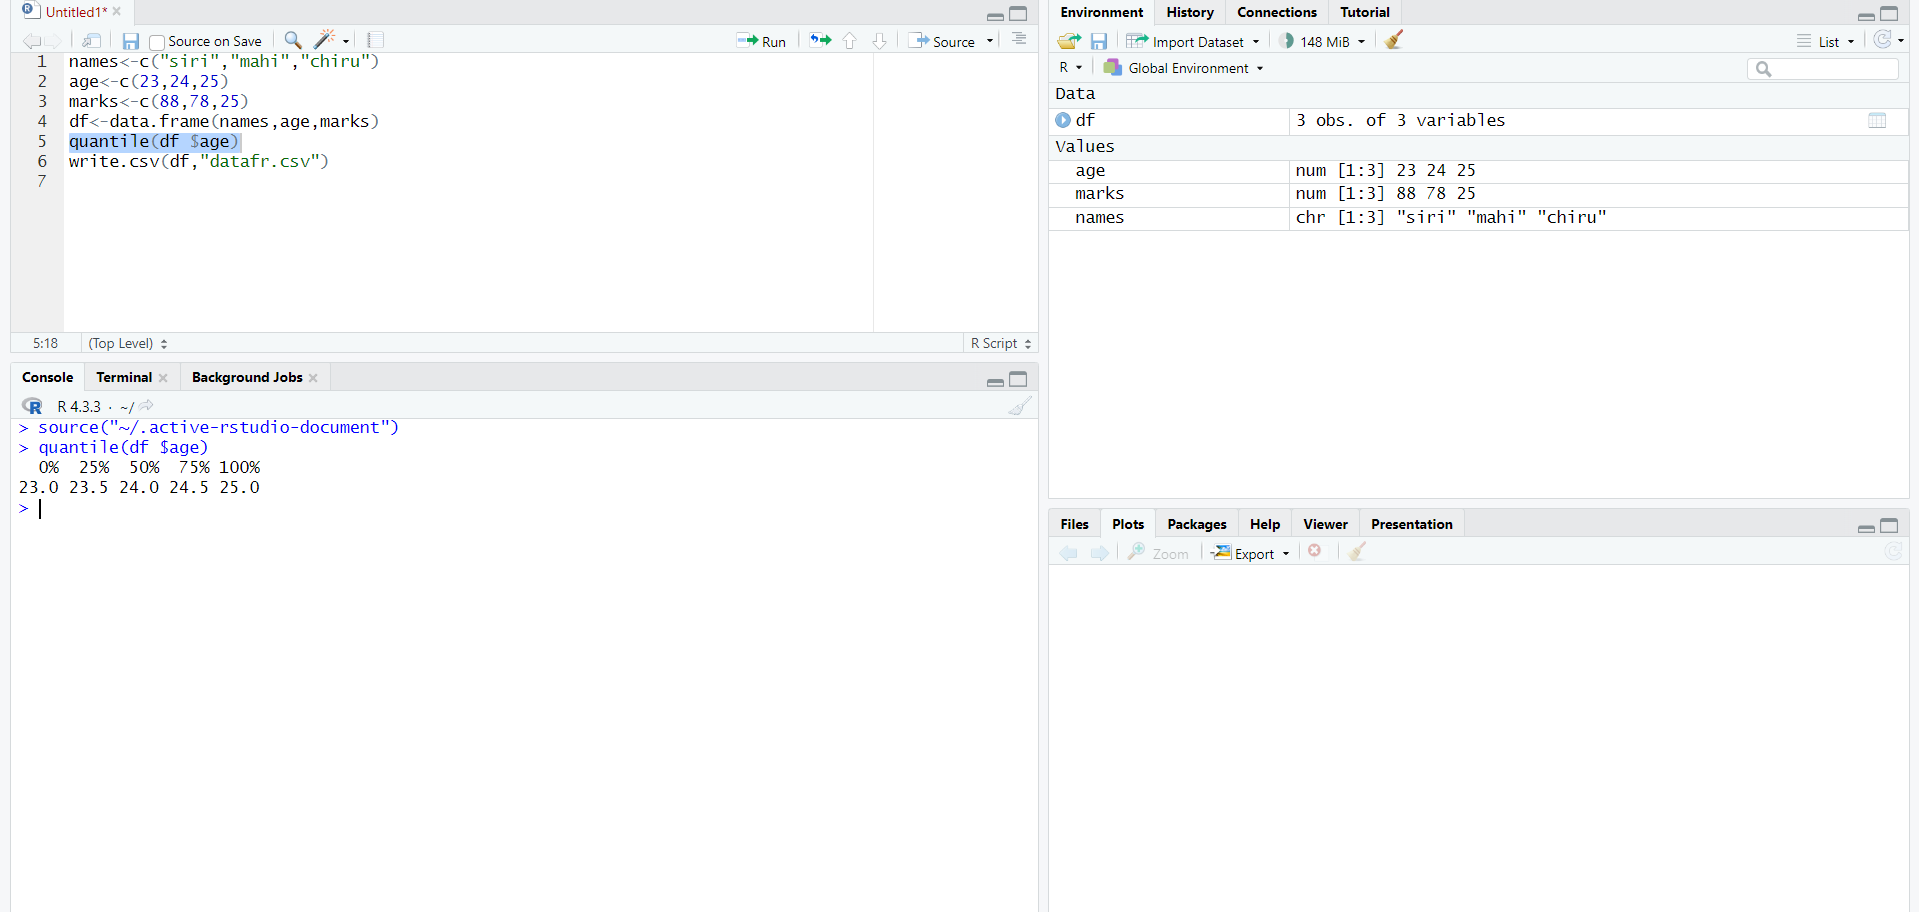 Untitled1*
Source on Save Run Source
1 names<-c("siri","mahi","chiru")
2 age<-c(23,24,25)
3 marks<-c(88,78,25)
4 df<-data.frame(names,age,marks)
5 quantile(df $age)
6 write.csv(df,"datafr.csv")
7
5:18 (Top Level) R Script
Console Terminal Background Jobs
R 4.3.3 · ~/
> source("~/.active-rstudio-document")
> quantile(df $age)
0% 25% 50% 75% 100%
23.0 23.5 24.0 24.5 25.0
>
Environment History Connections Tutorial
Import Dataset 148 MiB List
R Global Environment
Data
df 3 obs. of 3 variables
Values
age num [1:3] 23 24 25
marks num [1:3] 88 78 25
names chr [1:3] "siri" "mahi" "chiru"
Files Plots Packages Help Viewer Presentation
Zoom Export